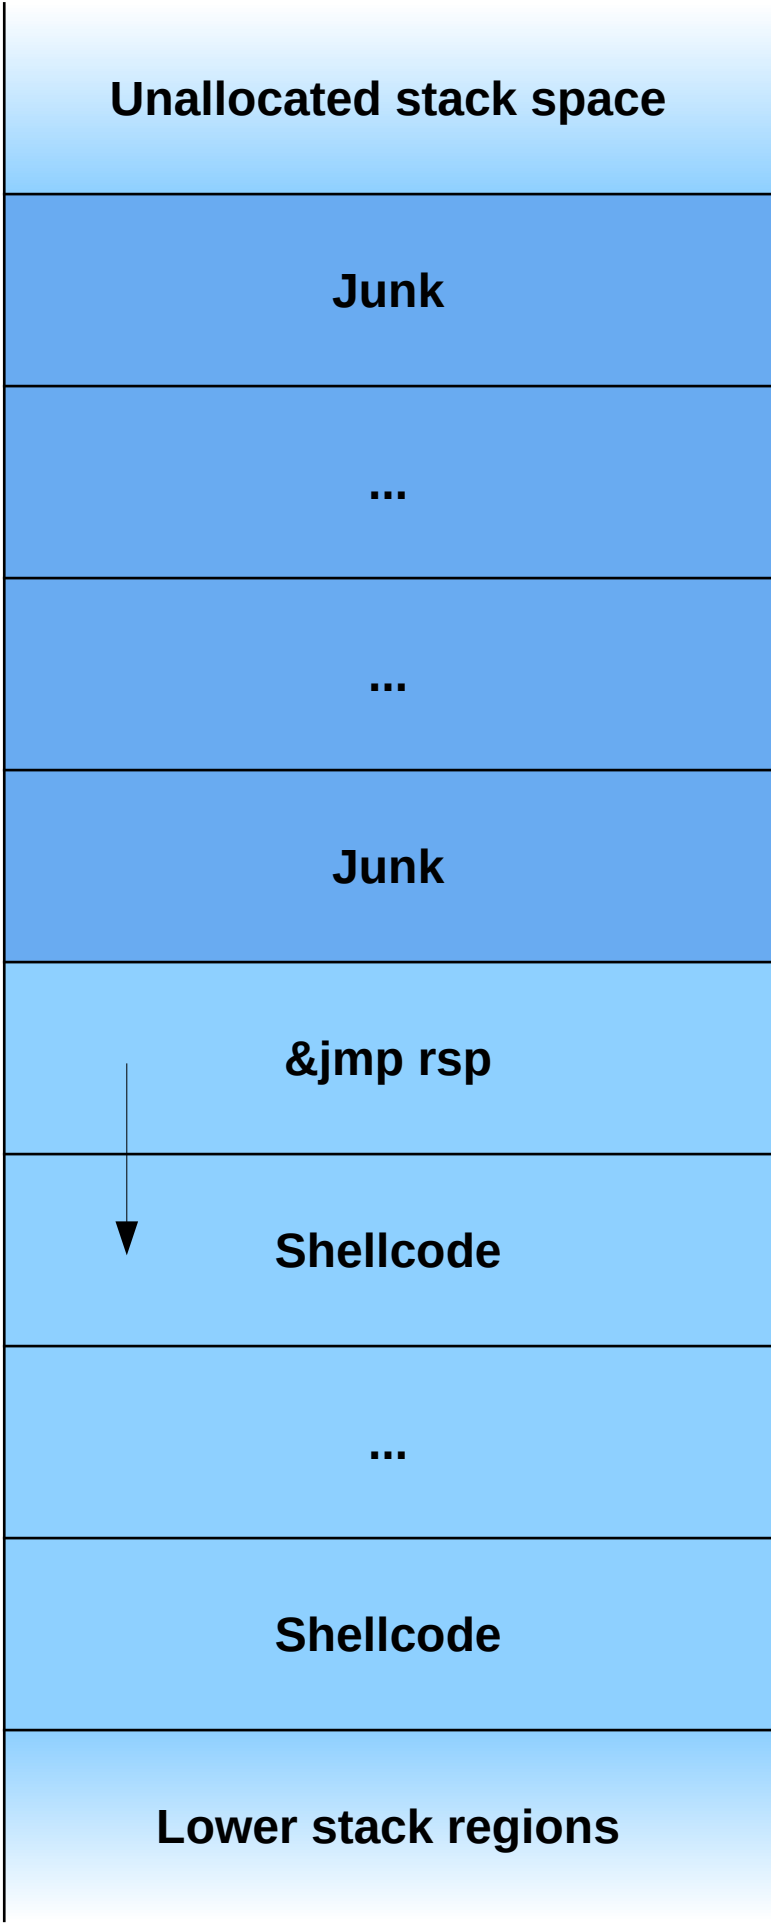 Unallocated stack space
Junk
...
...
Junk
&jmp rsp
Shellcode
...
Shellcode
Lower stack regions